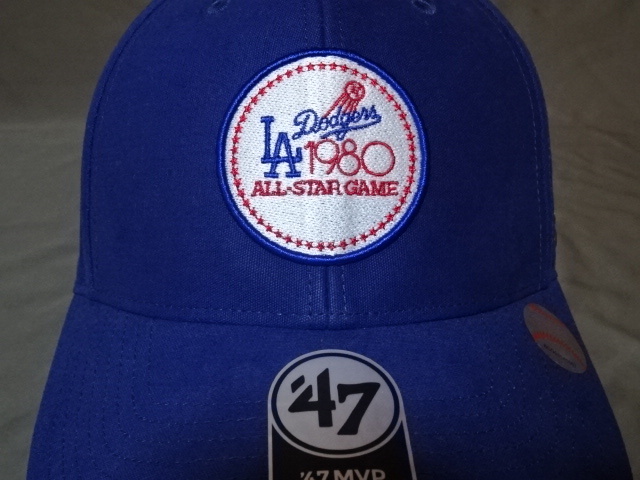 Dodgers
LA 1980
ALL-STAR GAME
'47
'47 MVP